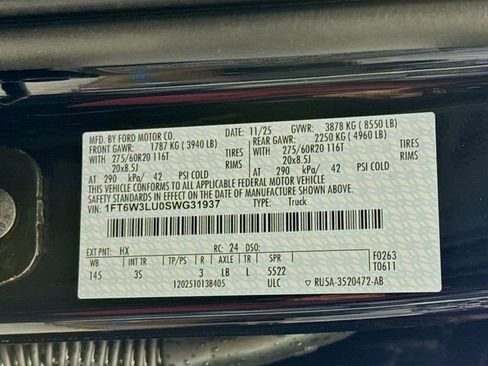 MFD. BY FORD MOTOR CO. 11/25 GVWR: 3878 KG ( 8550 LB)
FRONT GAWR: 1787 KG ( 3940 LB) REAR GAWR: 2250 KG ( 4960 LB)
275/60R20 116T TIRES 275/60R20 116T TIRES
20x8.5J RIMS 20x8.5J RIMS
AT 290 kPa/ 42 PSI COLD AT 290 kPa/ 42 PSI COLD
THIS VEHICLE CONFORMS TO ALL APPLICABLE FEDERAL MOTOR VEHICLE
SAFETY STANDARDS IN EFFECT ON THE DATE OF MANUFACTURE SHOWN ABOVE.
VIN: 1FT6W3LU0SWG31937 TYPE: Truck
EXT PNT: HX RC: 24 DSO: F0263
WB INT TR TP/PS R AXLE TR SPR T0611
145 3S 3 LB L 5522
1202510138405 ULC RU5A-3520472-AB